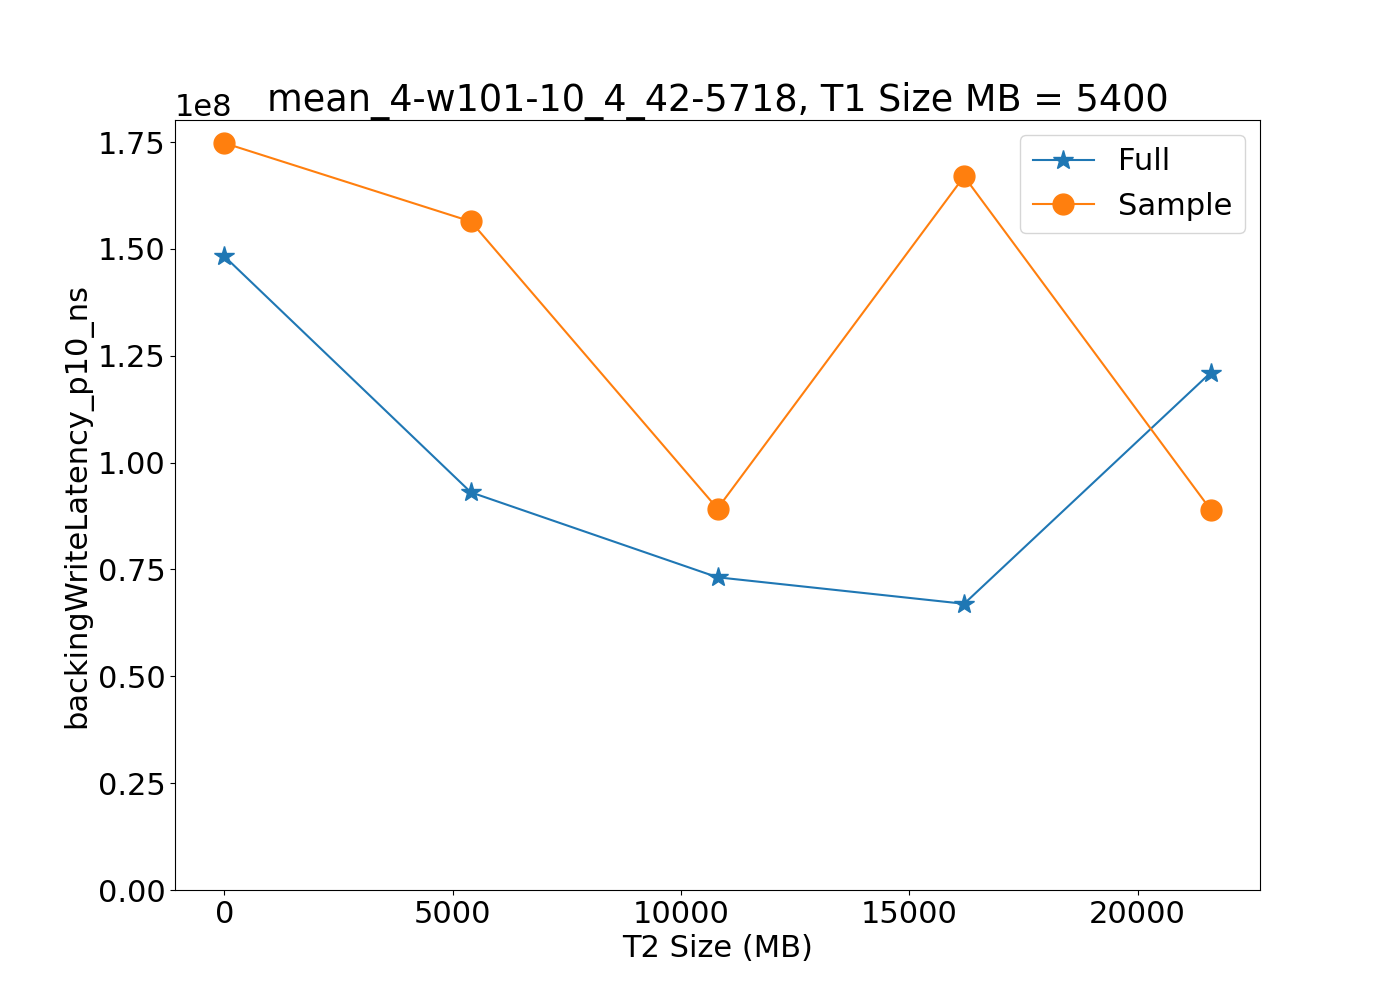 mean_4-w101-10_4_42-5718, T1 Size MB = 5400
1e8
Full
Sample
1.75
1.50
1.25
1.00
0.75
0.50
0.25
0.00
backingWriteLatency_p10_ns
0 5000 10000 15000 20000
T2 Size (MB)